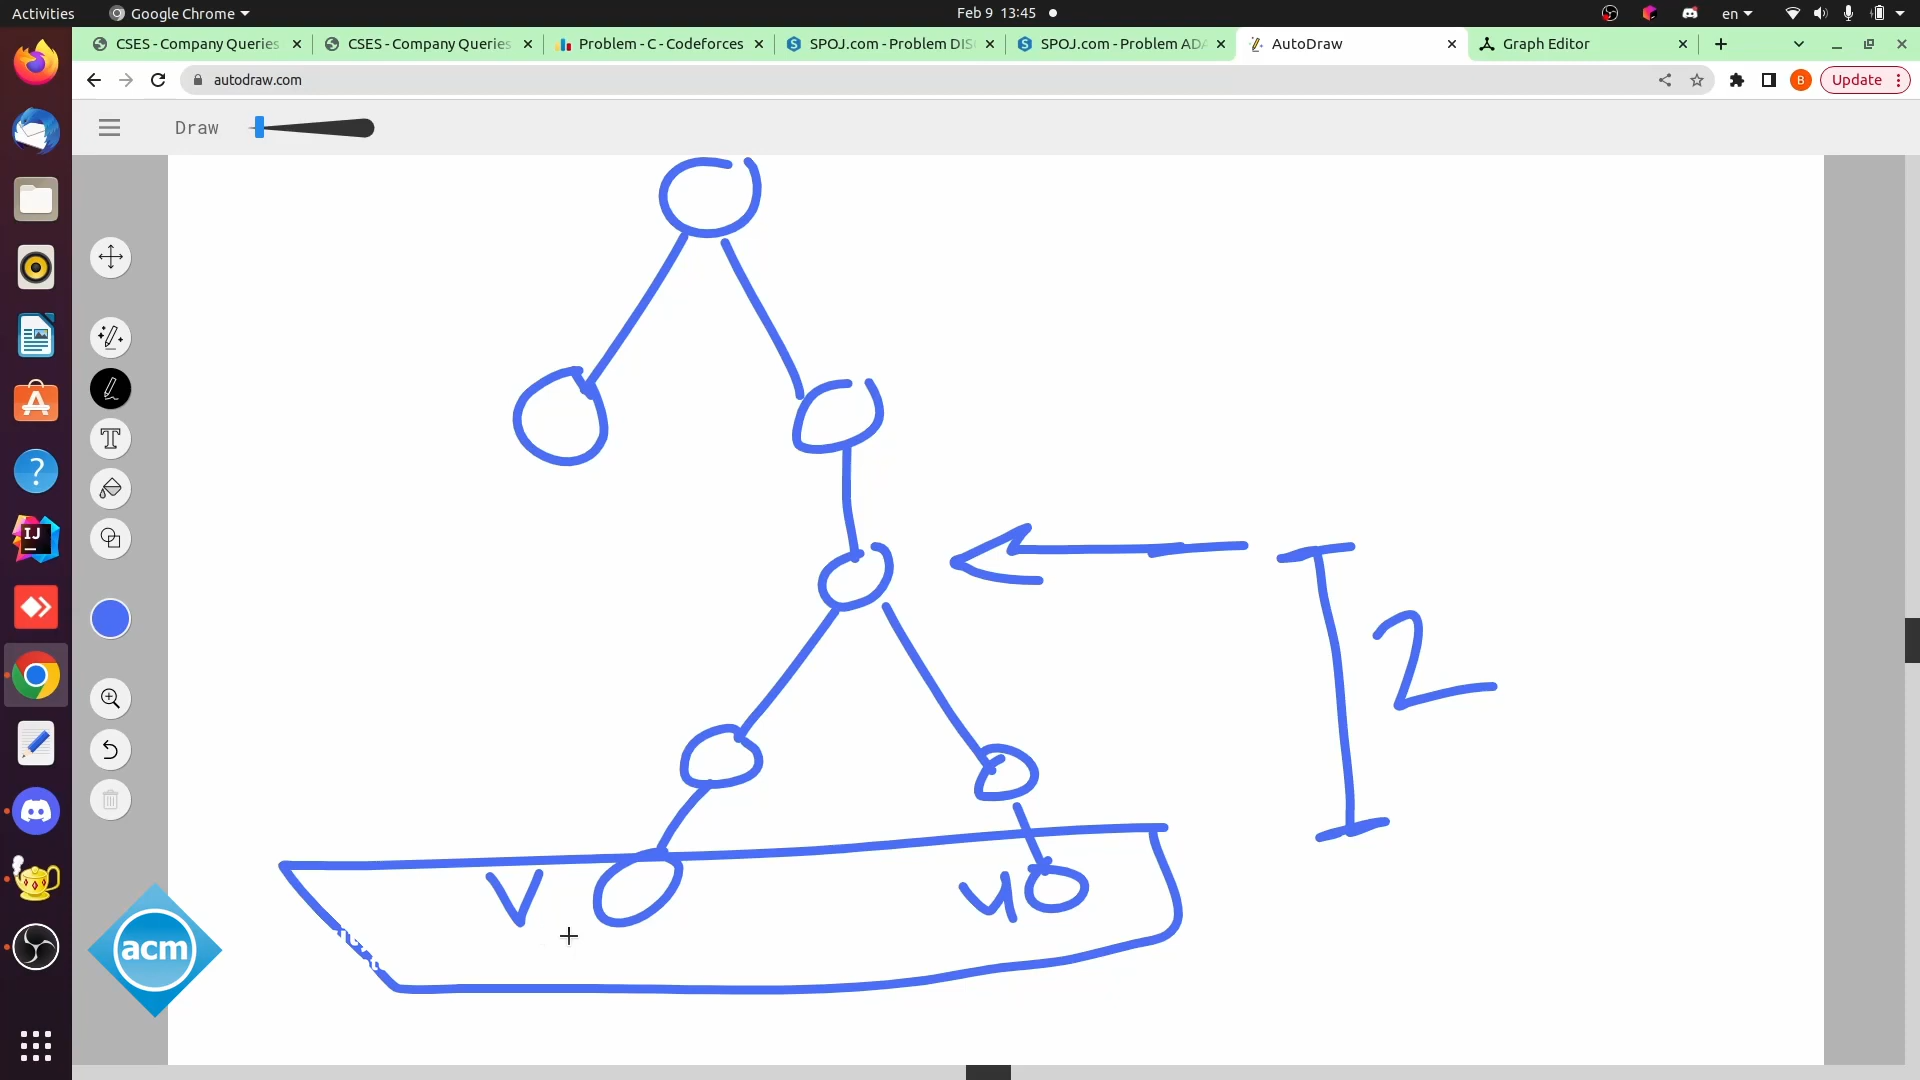 Activities Google Chrome Feb 9 13:45 en
CSES - Company Queries CSES - Company Queries Problem - C - Codeforces SPOJ.com - Problem DIS SPOJ.com - Problem ADA AutoDraw Graph Editor
autodraw.com B Update
Draw
T
2
V u
acm